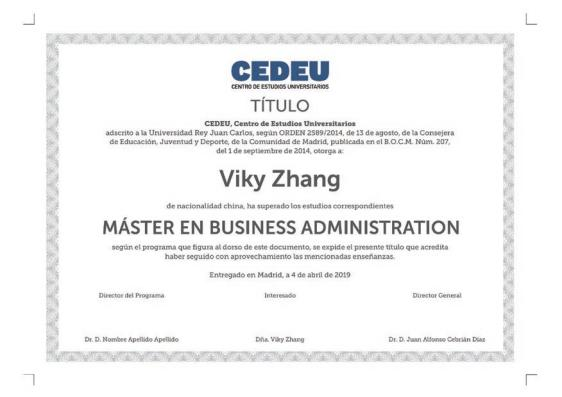 CEDEU
CENTRO DE ESTUDIOS UNIVERSITARIOS
TÍTULO
CEDEU, Centro de Estudios Universitarios
adscrito a la Universidad Rey Juan Carlos, según ORDEN 2589/2014, de 13 de agosto, de la Consejera
de Educación, Juventud y Deporte, de la Comunidad de Madrid, publicada en el B.O.C.M. Núm. 207,
del 1 de septiembre de 2014, otorga a:
Viky Zhang
de nacionalidad china, ha superado los estudios correspondientes
MÁSTER EN BUSINESS ADMINISTRATION
según el programa que figura al dorso de este documento, se expide el presente título que acredita
haber seguido con aprovechamiento las mencionadas enseñanzas.
Entregado en Madrid, a 4 de abril de 2019
Director del Programa Interesado Director General
Dr. D. Nombre Apellido Apellido Dña. Viky Zhang Dr. D. Juan Alfonso Cebrián Díaz